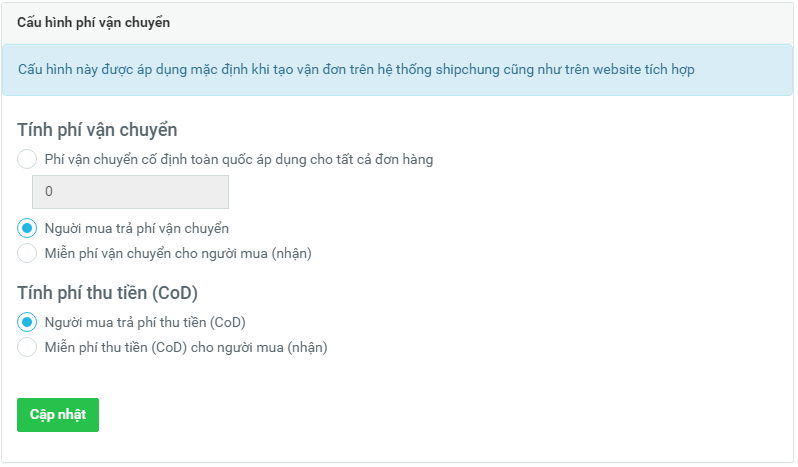 Cấu hình phí vận chuyển
Cấu hình này được áp dụng mặc định khi tạo vận đơn trên hệ thống shipchung cũng như trên website tích hợp
Tính phí vận chuyển
Phí vận chuyển cố định toàn quốc áp dụng cho tất cả đơn hàng
0
Người mua trả phí vận chuyển
Miễn phí vận chuyển cho người mua (nhận)
Tính phí thu tiền (CoD)
Người mua trả phí thu tiền (CoD)
Miễn phí thu tiền (CoD) cho người mua (nhận)
Cập nhật